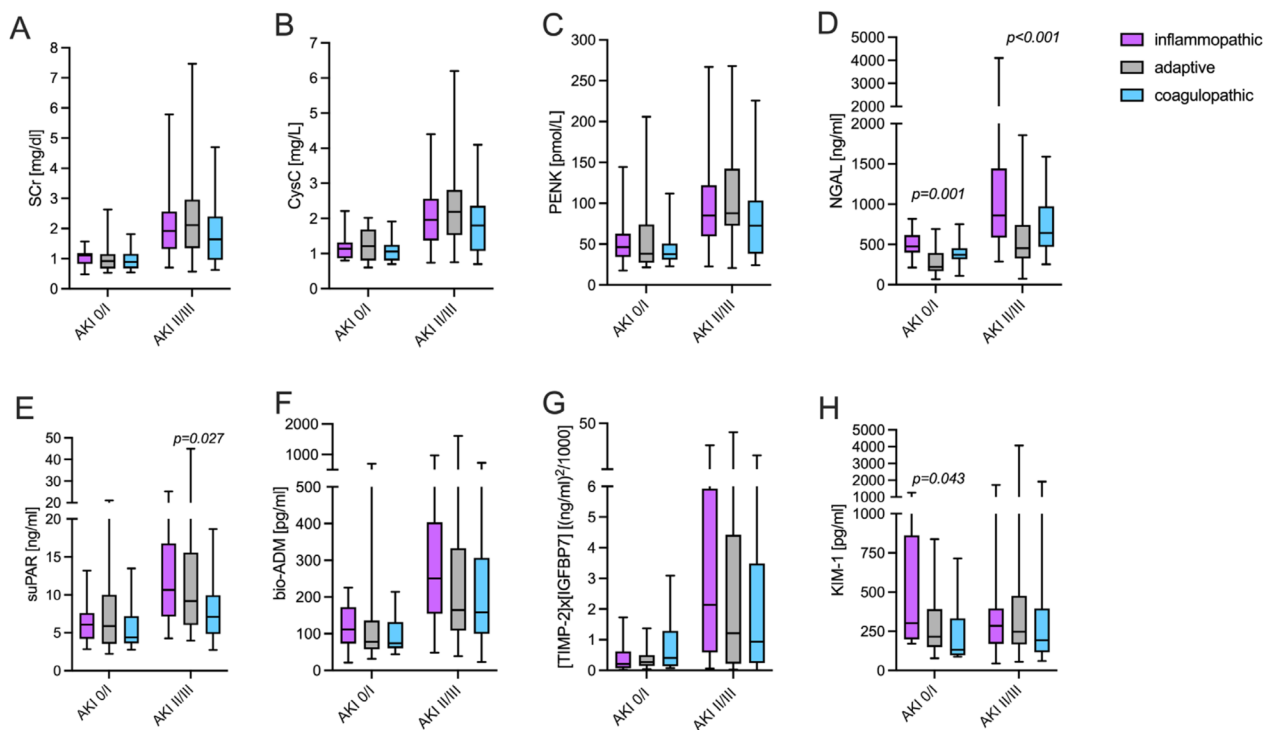 A
SCr [mg/dl]
8
7
6
5
4
3
2
1
0
AKI 0/I
AKI II/III
B
CysC [mg/L]
7
6
5
4
3
2
1
0
AKI 0/I
AKI II/III
C
PENK [pmol/L]
300
250
200
150
100
50
0
AKI 0/I
AKI II/III
D
NGAL [ng/ml]
5000
4000
3000
2000
2000
1500
1000
500
0
p=0.001
p<0.001
AKI 0/I
AKI II/III
inflammopathic
adaptive
coagulopathic
E
suPAR [ng/ml]
50
40
30
20
20
15
10
5
0
p=0.027
AKI 0/I
AKI II/III
F
bio-ADM [pg/ml]
2000
1000
500
400
300
200
100
0
AKI 0/I
AKI II/III
G
[TIMP-2]x[IGFBP7] [(ng/ml)²/1000]
50
6
5
4
3
2
1
0
AKI 0/I
AKI II/III
H
KIM-1 [pg/ml]
5000
4000
3000
2000
1000
1000
750
500
250
0
p=0.043
AKI 0/I
AKI II/III